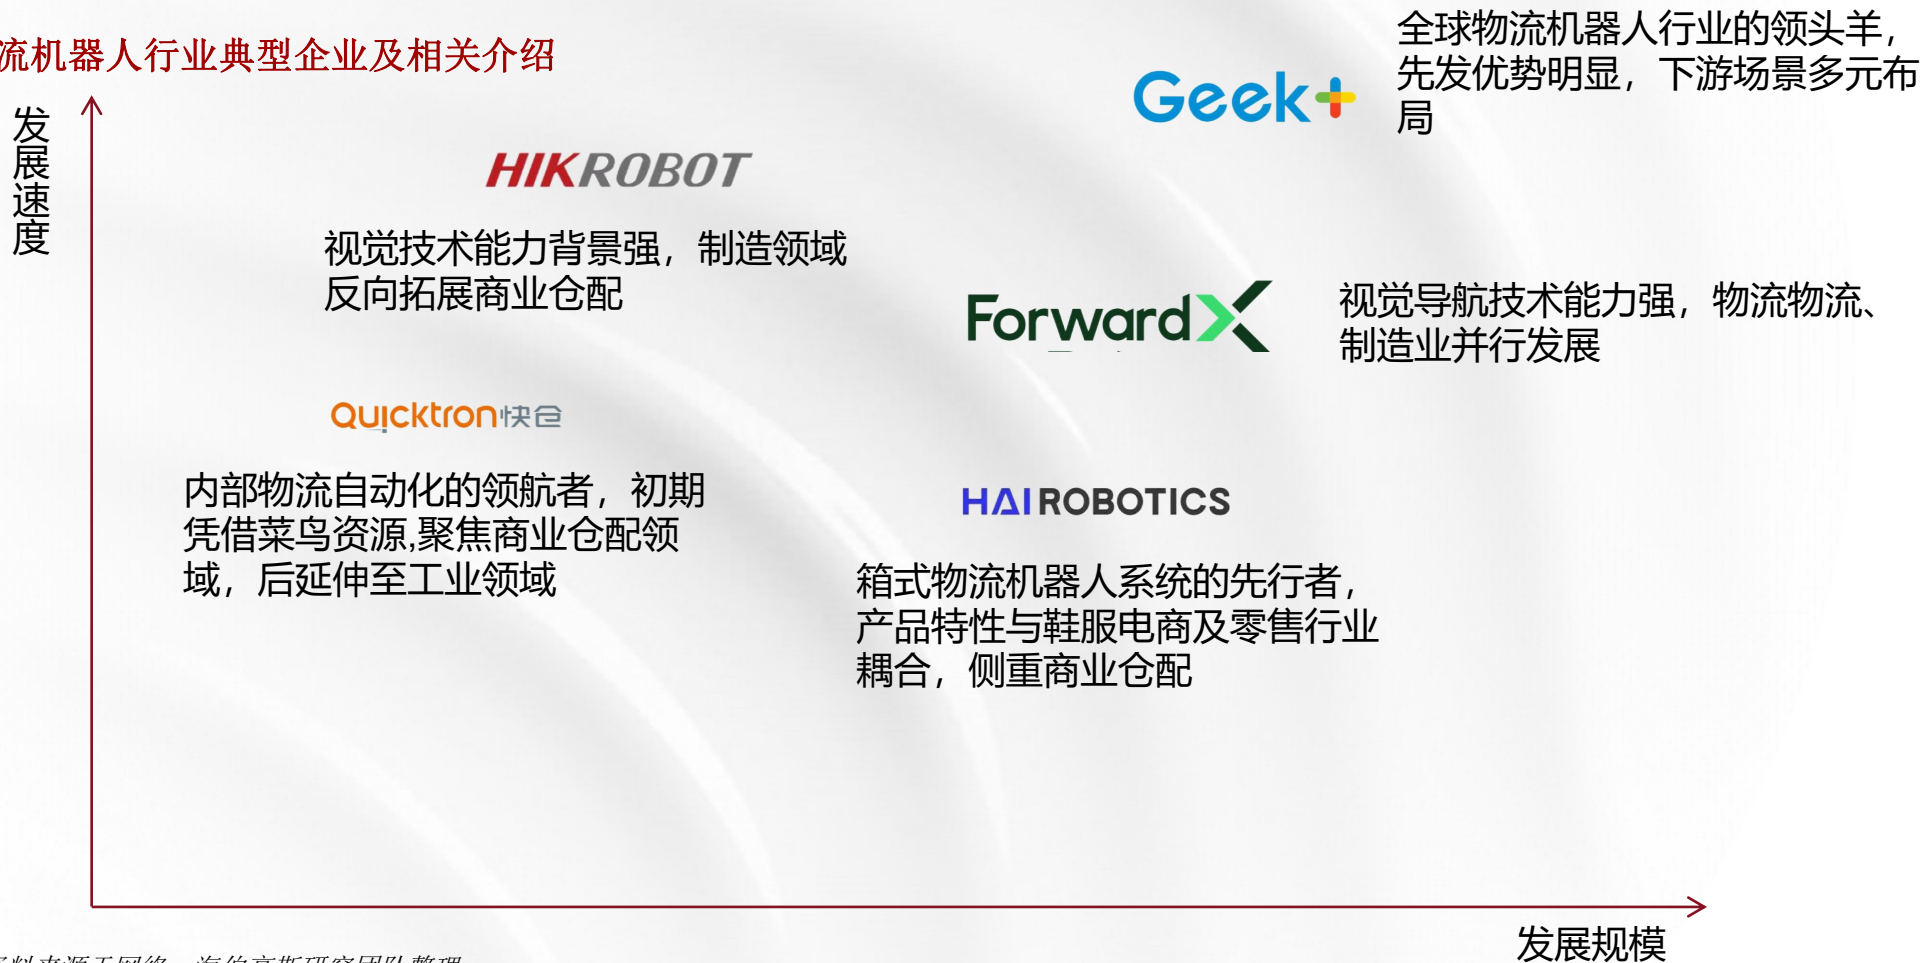 流机器人行业典型企业及相关介绍
发展速度
Geek+
全球物流机器人行业的领头羊，
先发优势明显，下游场景多元布
局
HIKROBOT
视觉技术能力背景强，制造领域
反向拓展商业仓配
ForwardX
视觉导航技术能力强，物流物流、
制造业并行发展
Quicktron快仓
内部物流自动化的领航者，初期
凭借菜鸟资源,聚焦商业仓配领
域，后延伸至工业领域
HAI ROBOTICS
箱式物流机器人系统的先行者，
产品特性与鞋服电商及零售行业
耦合，侧重商业仓配
发展规模